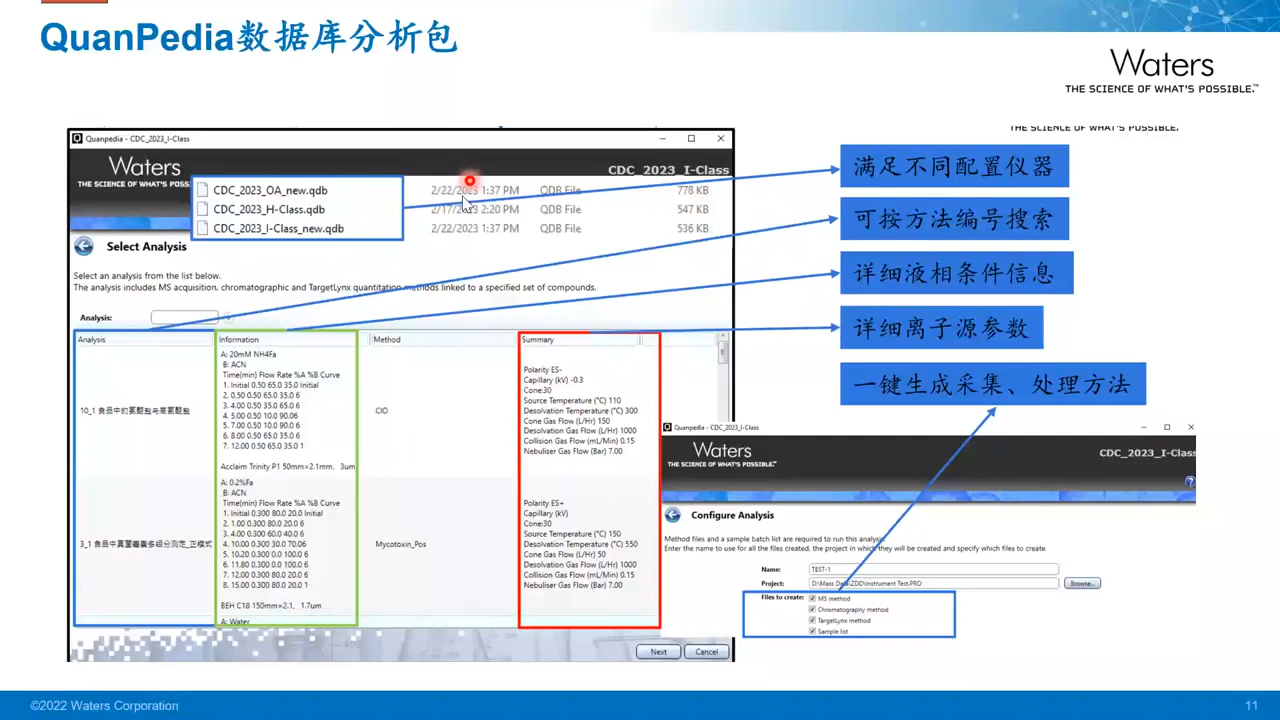 QuanPedia数据库分析包
Waters
THE SCIENCE OF WHAT'S POSSIBLE.™
THE SCIENCE OF WHAT'S POSSIBLE.
Quanpedia - CDC_2023_I-Class
Waters
THE SCIENCE OF WHAT'S POSS
CDC_2023_I-Class
CDC_2023_OA_new.qdb 2/22/2023 1:37 PM QDB File 778 KB
CDC_2023_H-Class.qdb 2/17/2023 2:20 PM QDB File 547 KB
CDC_2023_I-Class_new.qdb 2/22/2023 1:37 PM QDB File 536 KB
Select Analysis
Select an analysis from the list below.
The analysis includes MS acquisition, chromatographic and TargetLynx quantitation methods linked to a specified set of compounds.
Analysis:
Analysis Information Method Summary
10_1 食品中的氯酸盐与高氯酸盐
A: 20mM NH4Fa
B: ACN
Time(min) Flow Rate %A %B Curve
1. Initial 0.50 65.0 35.0 Initial
2. 0.50 0.50 35.0 65.0 6
3. 4.00 0.50 35.0 65.0 6
4. 5.00 0.50 10.0 90.0 6
5. 7.00 0.50 10.0 90.0 6
6. 8.00 0.50 65.0 35.0 6
7. 12.00 0.50 65.0 35.0 1
Acclaim Trinity P1 50mm×2.1mm，3um
ClO
Polarity ES-
Capillary (kV) -0.3
Cone:30
Source Temperature (°C) 110
Desolvation Temperature (°C) 300
Cone Gas Flow (L/Hr) 150
Desolvation Gas Flow (L/Hr) 1000
Collision Gas Flow (mL/Min) 0.15
Nebuliser Gas Flow (Bar) 7.00
3_1 食品中真菌毒素多组分测定_正模式
A: 0.2%Fa
B: ACN
Time(min) Flow Rate %A %B Curve
1. Initial 0.300 80.0 20.0 Initial
2. 1.00 0.300 80.0 20.0 6
3. 4.00 0.300 60.0 40.0 6
4. 10.00 0.300 30.0 70.0 6
5. 10.20 0.300 0.0 100.0 6
6. 11.80 0.300 0.0 100.0 6
7. 12.00 0.300 80.0 20.0 6
8. 15.00 0.300 80.0 20.0 1
BEH C18 150mm×2.1，1.7um
A: Water
Mycotoxin_Pos
Polarity ES+
Capillary (kV)
Cone:30
Source Temperature (°C) 150
Desolvation Temperature (°C) 550
Cone Gas Flow (L/Hr) 50
Desolvation Gas Flow (L/Hr) 1000
Collision Gas Flow (mL/Min) 0.15
Nebuliser Gas Flow (Bar) 7.00
Next Cancel
满足不同配置仪器
可按方法编号搜索
详细液相条件信息
详细离子源参数
一键生成采集、处理方法
Quanpedia - CDC_2023_I-Class
Waters
THE SCIENCE OF WHAT'S POSSIBLE.™
CDC_2023_I-Class
Configure Analysis
Method files and a sample batch list are required to run this analysis.
Enter the name to use for all the files created, the project in which they will be created and specify which files to create.
Name: TEST-1
Project: D:\Mass Data\ZDD\Instrument Test.PRO Browse...
Files to create: MS method
Chromatography method
TargetLynx method
Sample list
©2022 Waters Corporation
11